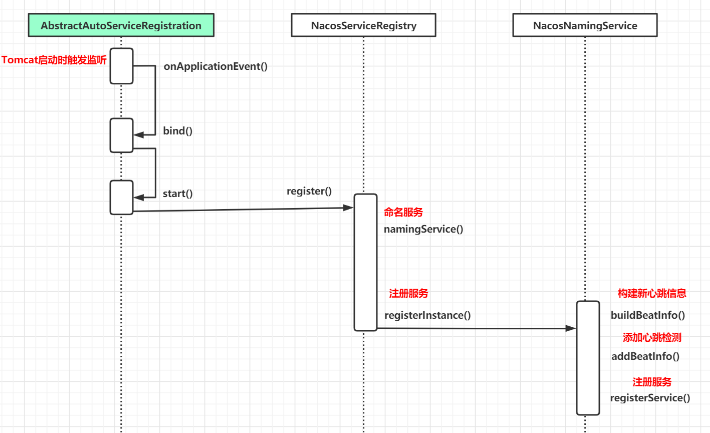 AbstractAutoServiceRegistration
NacosServiceRegistry
NacosNamingService
Tomcat启动时触发监听
onApplicationEvent()
bind()
start()
register()
命名服务
namingService()
注册服务
registerInstance()
构建新心跳信息
buildBeatInfo()
添加心跳检测
addBeatInfo()
注册服务
registerService()